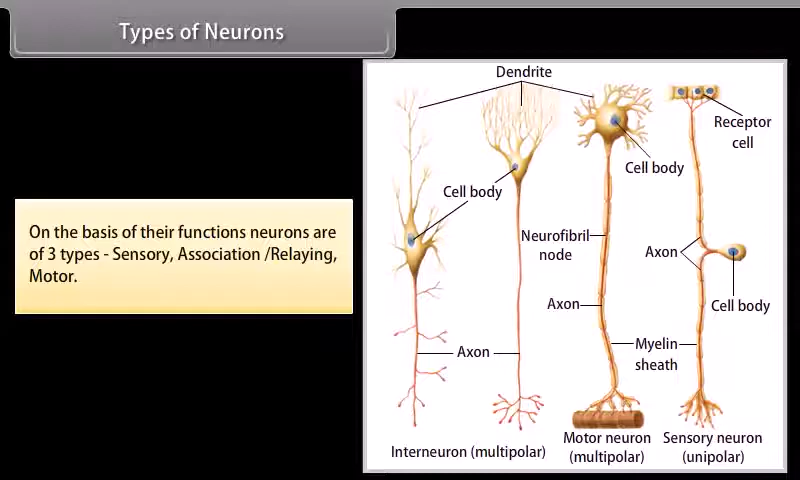 Types of Neurons
On the basis of their functions neurons are
of 3 types - Sensory, Association /Relaying,
Motor.
Dendrite
Receptor
cell
Cell body
Cell body
Neurofibril
node
Axon
Axon
Cell body
Axon
Myelin
sheath
Interneuron (multipolar)
Motor neuron
(multipolar)
Sensory neuron
(unipolar)